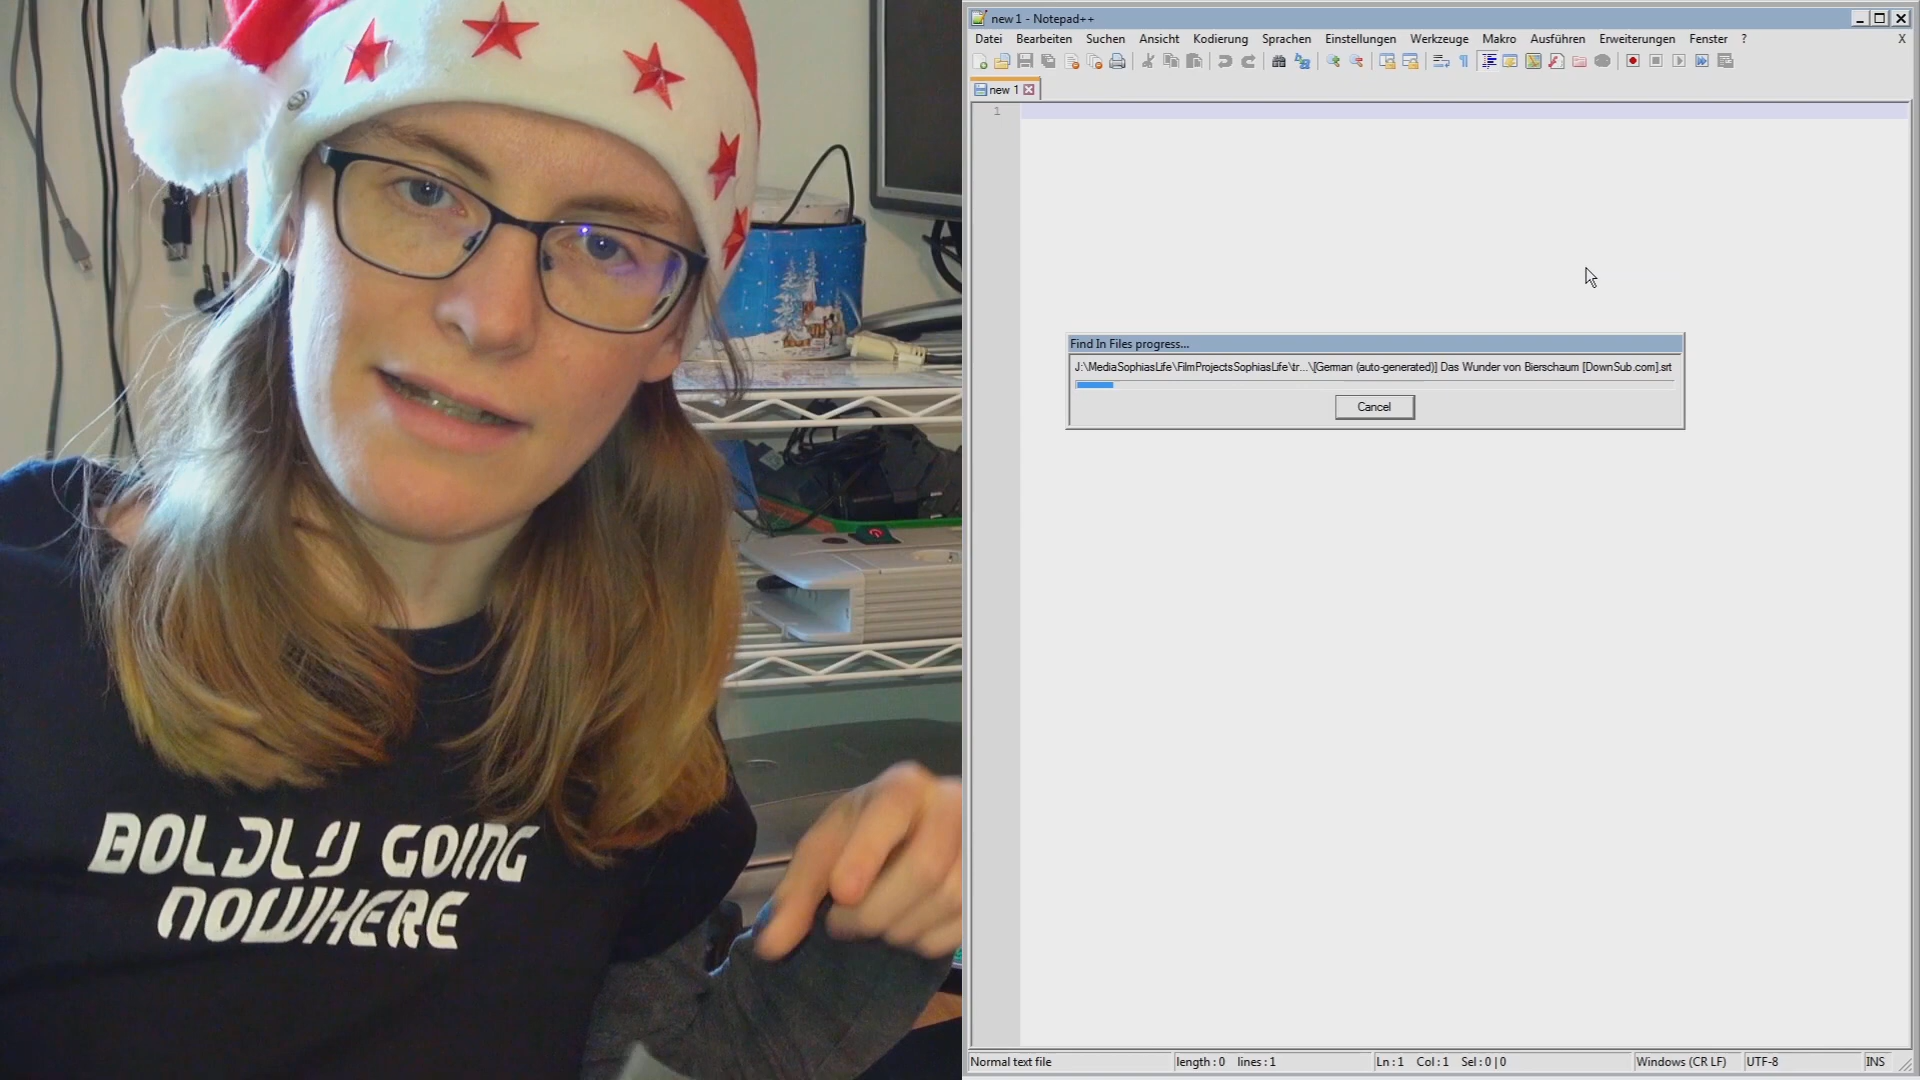 BOLDLY GOING
NOWHERE
new 1 - Notepad++
Datei Bearbeiten Suchen Ansicht Kodierung Sprachen Einstellungen Werkzeuge Makro Ausführen Erweiterungen Fenster ? X
new 1
1
Find In Files progress...
J:\MediaSophiasLife\FilmProjectsSophiasLife\tr...\[German (auto-generated)] Das Wunder von Bierschaum [DownSub.com].srt
Cancel
Normal text file length : 0 lines : 1 Ln : 1 Col : 1 Sel : 0 | 0 Windows (CR LF) UTF-8 INS